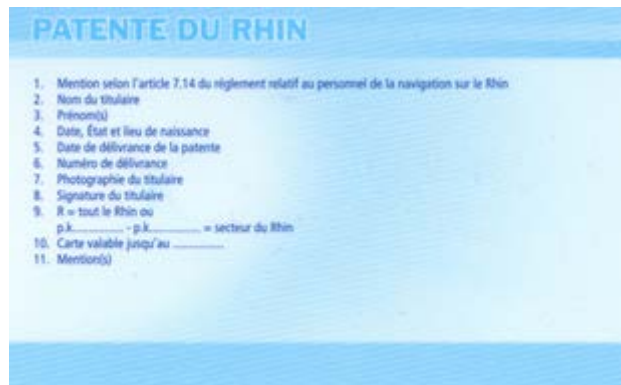 PATENTE DU RHIN
1. Mention selon l'article 7.14 du règlement relatif au personnel de la navigation sur le Rhin
2. Nom du titulaire
3. Prénom(s)
4. Date, État et lieu de naissance
5. Date de délivrance de la patente
6. Numéro de délivrance
7. Photographie du titulaire
8. Signature du titulaire
9. R = tout le Rhin ou
p.k.............. - p.k.............. = secteur du Rhin
10. Carte valable jusqu'au ..............
11. Mention(s)